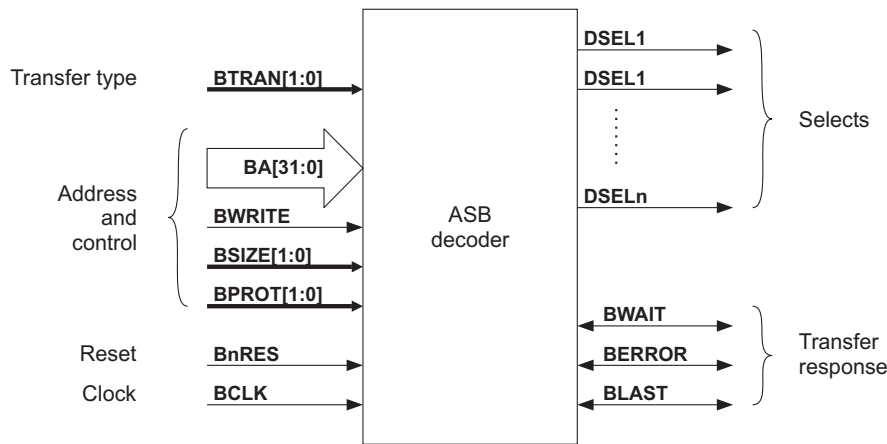 Transfer type
BTRAN[1:0]
Address
and
control
BA[31:0]
BWRITE
BSIZE[1:0]
BPROT[1:0]
Reset
BnRES
Clock
BCLK
ASB
decoder
DSEL1
DSEL1
DSELn
Selects
BWAIT
BERROR
BLAST
Transfer
response